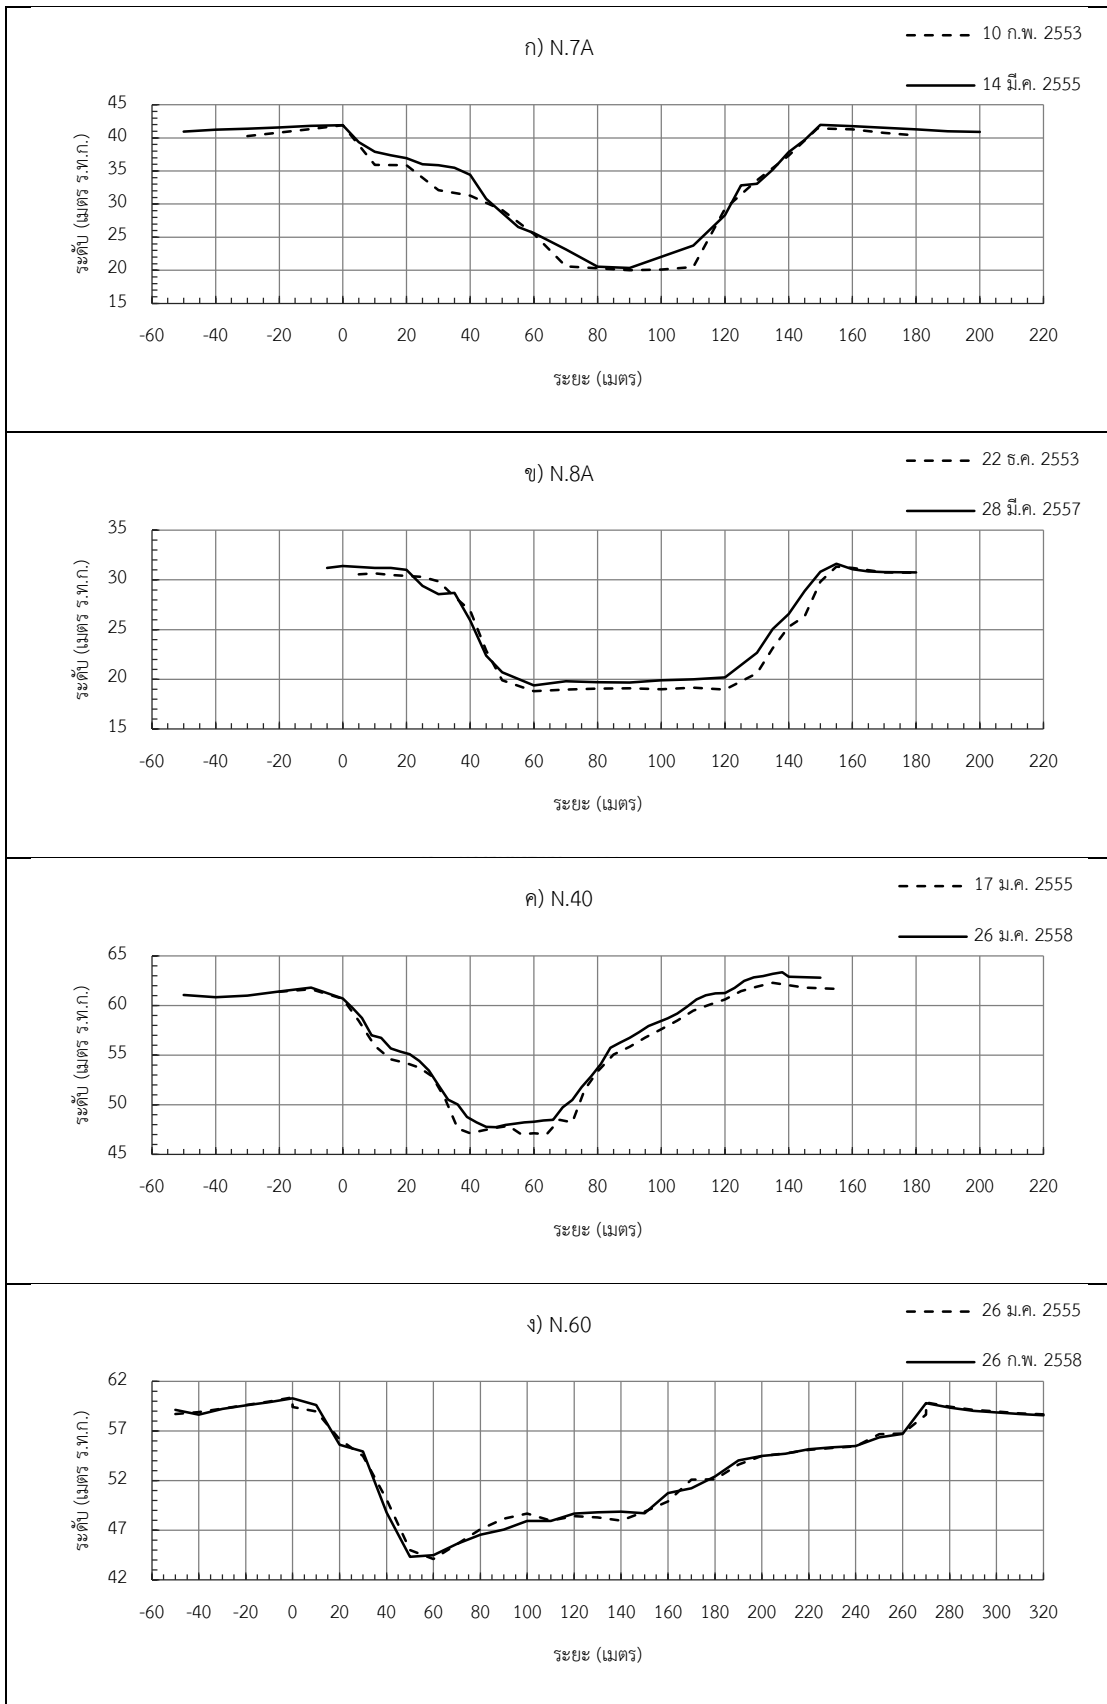 ก) N.7A
10 ก.พ. 2553
14 มี.ค. 2555
ระดับ (เมตร ร.ท.ก.)
45
40
35
30
25
20
15
-60 -40 -20 0 20 40 60 80 100 120 140 160 180 200 220
ระยะ (เมตร)
ข) N.8A
22 ธ.ค. 2553
28 มี.ค. 2557
ระดับ (เมตร ร.ท.ก.)
35
30
25
20
15
-60 -40 -20 0 20 40 60 80 100 120 140 160 180 200 220
ระยะ (เมตร)
ค) N.40
17 ม.ค. 2555
26 ม.ค. 2558
ระดับ (เมตร ร.ท.ก.)
65
60
55
50
45
-60 -40 -20 0 20 40 60 80 100 120 140 160 180 200 220
ระยะ (เมตร)
ง) N.60
26 ม.ค. 2555
26 ก.พ. 2558
ระดับ (เมตร ร.ท.ก.)
62
57
52
47
42
-60 -40 -20 0 20 40 60 80 100 120 140 160 180 200 220 240 260 280 300 320
ระยะ (เมตร)